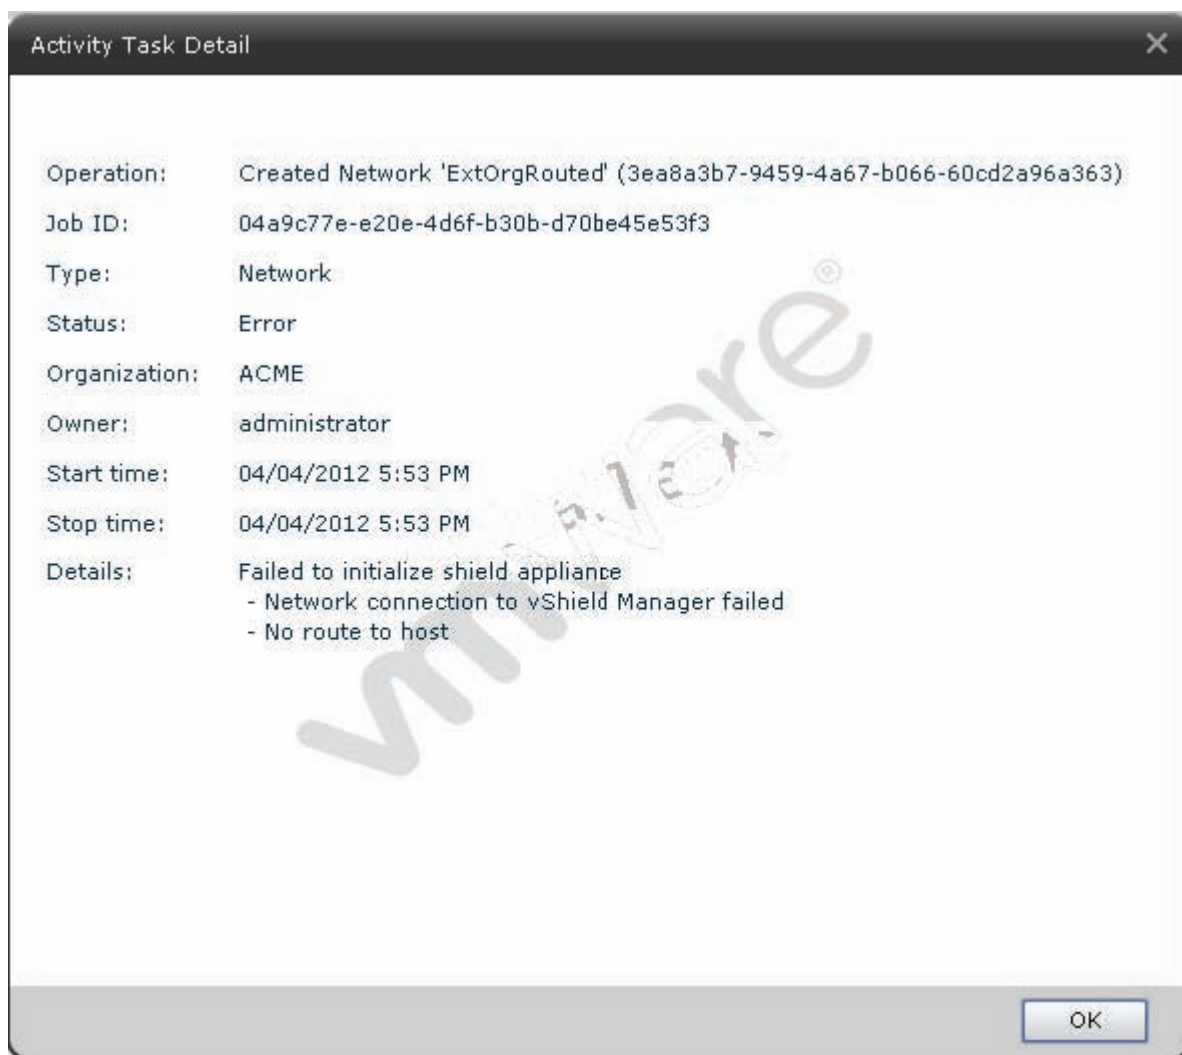 Activity Task Detail
Operation: Created Network 'ExtOrgRouted' (3ea8a3b7-9459-4a67-b066-60cd2a96a363)
Job ID: 04a9c77e-e20e-4d6f-b30b-d70be45e53f3
Type: Network
Status: Error
Organization: ACME
Owner: administrator
Start time: 04/04/2012 5:53 PM
Stop time: 04/04/2012 5:53 PM
Details: Failed to initialize shield appliance
- Network connection to vShield Manager failed
- No route to host
vmware®
OK